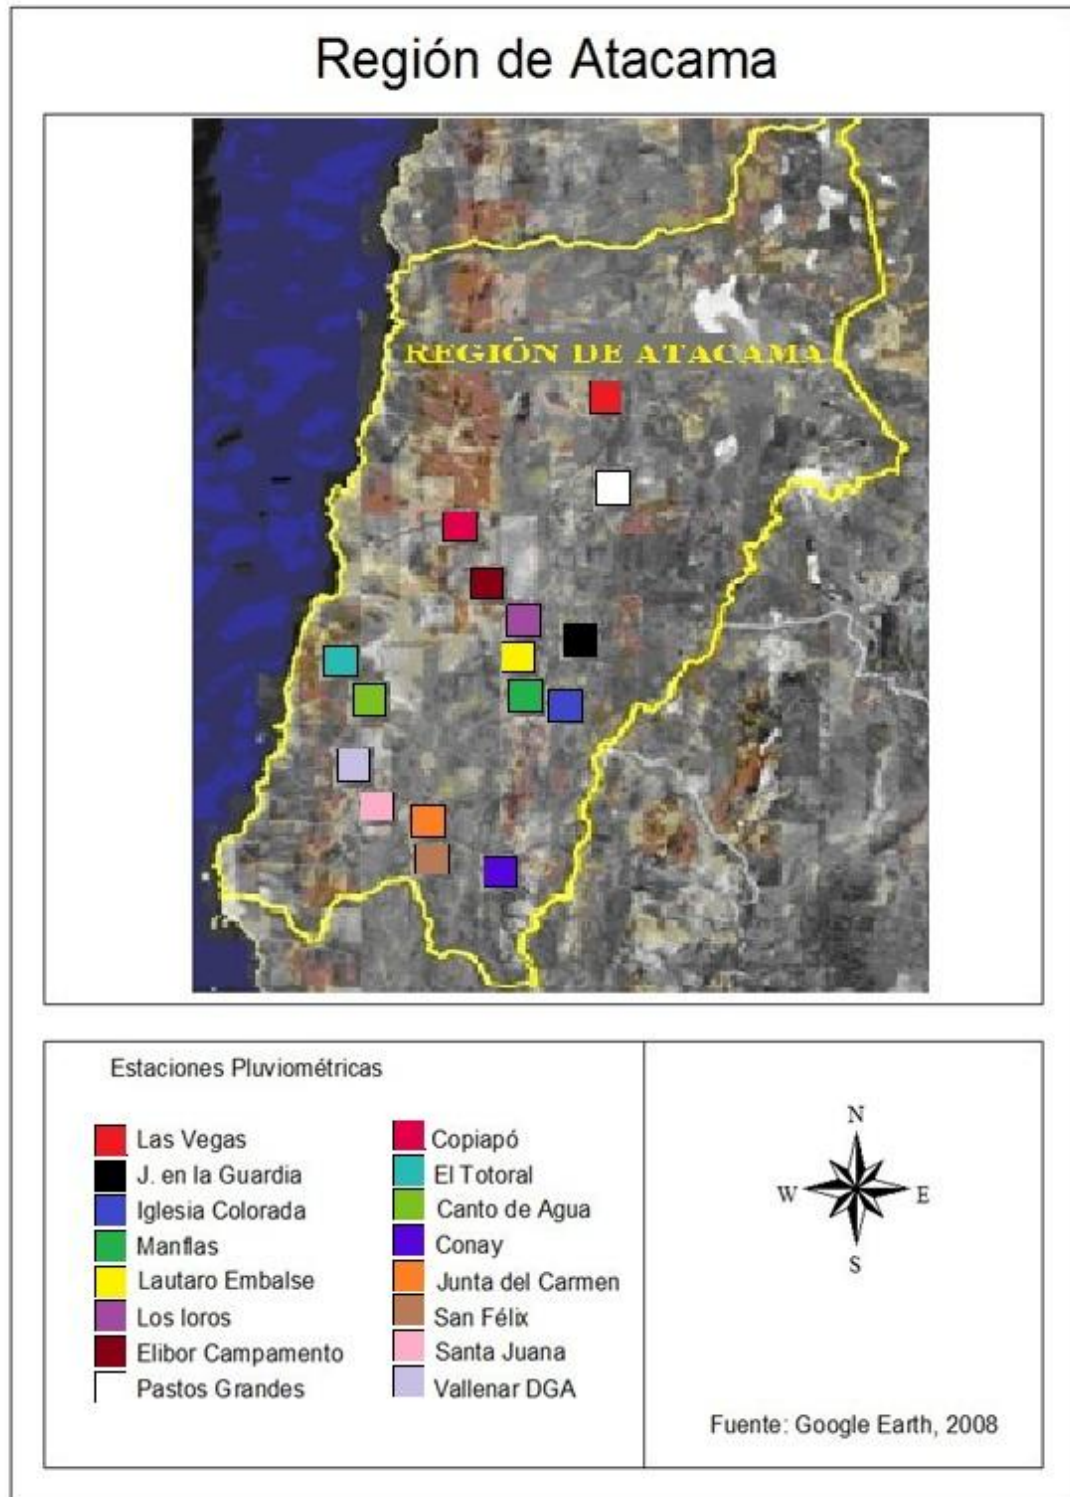 Región de Atacama
REGIÓN DE ATACAMA
Estaciones Pluviométricas
Las Vegas
J. en la Guardia
Iglesia Colorada
Manflas
Lautaro Embalse
Los loros
Elibor Campamento
Pastos Grandes
Copiapó
El Totoral
Canto de Agua
Conay
Junta del Carmen
San Félix
Santa Juana
Vallenar DGA
N
W E
S
Fuente: Google Earth, 2008